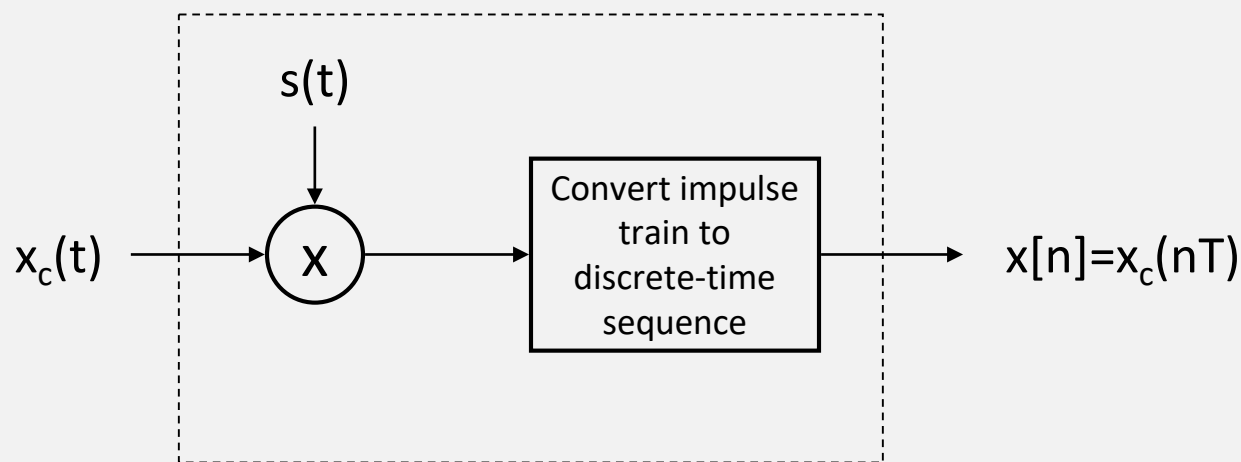 s(t)
Convert impulse
train to
discrete-time
sequence
x
x_c(t)
x[n]=x_c(nT)